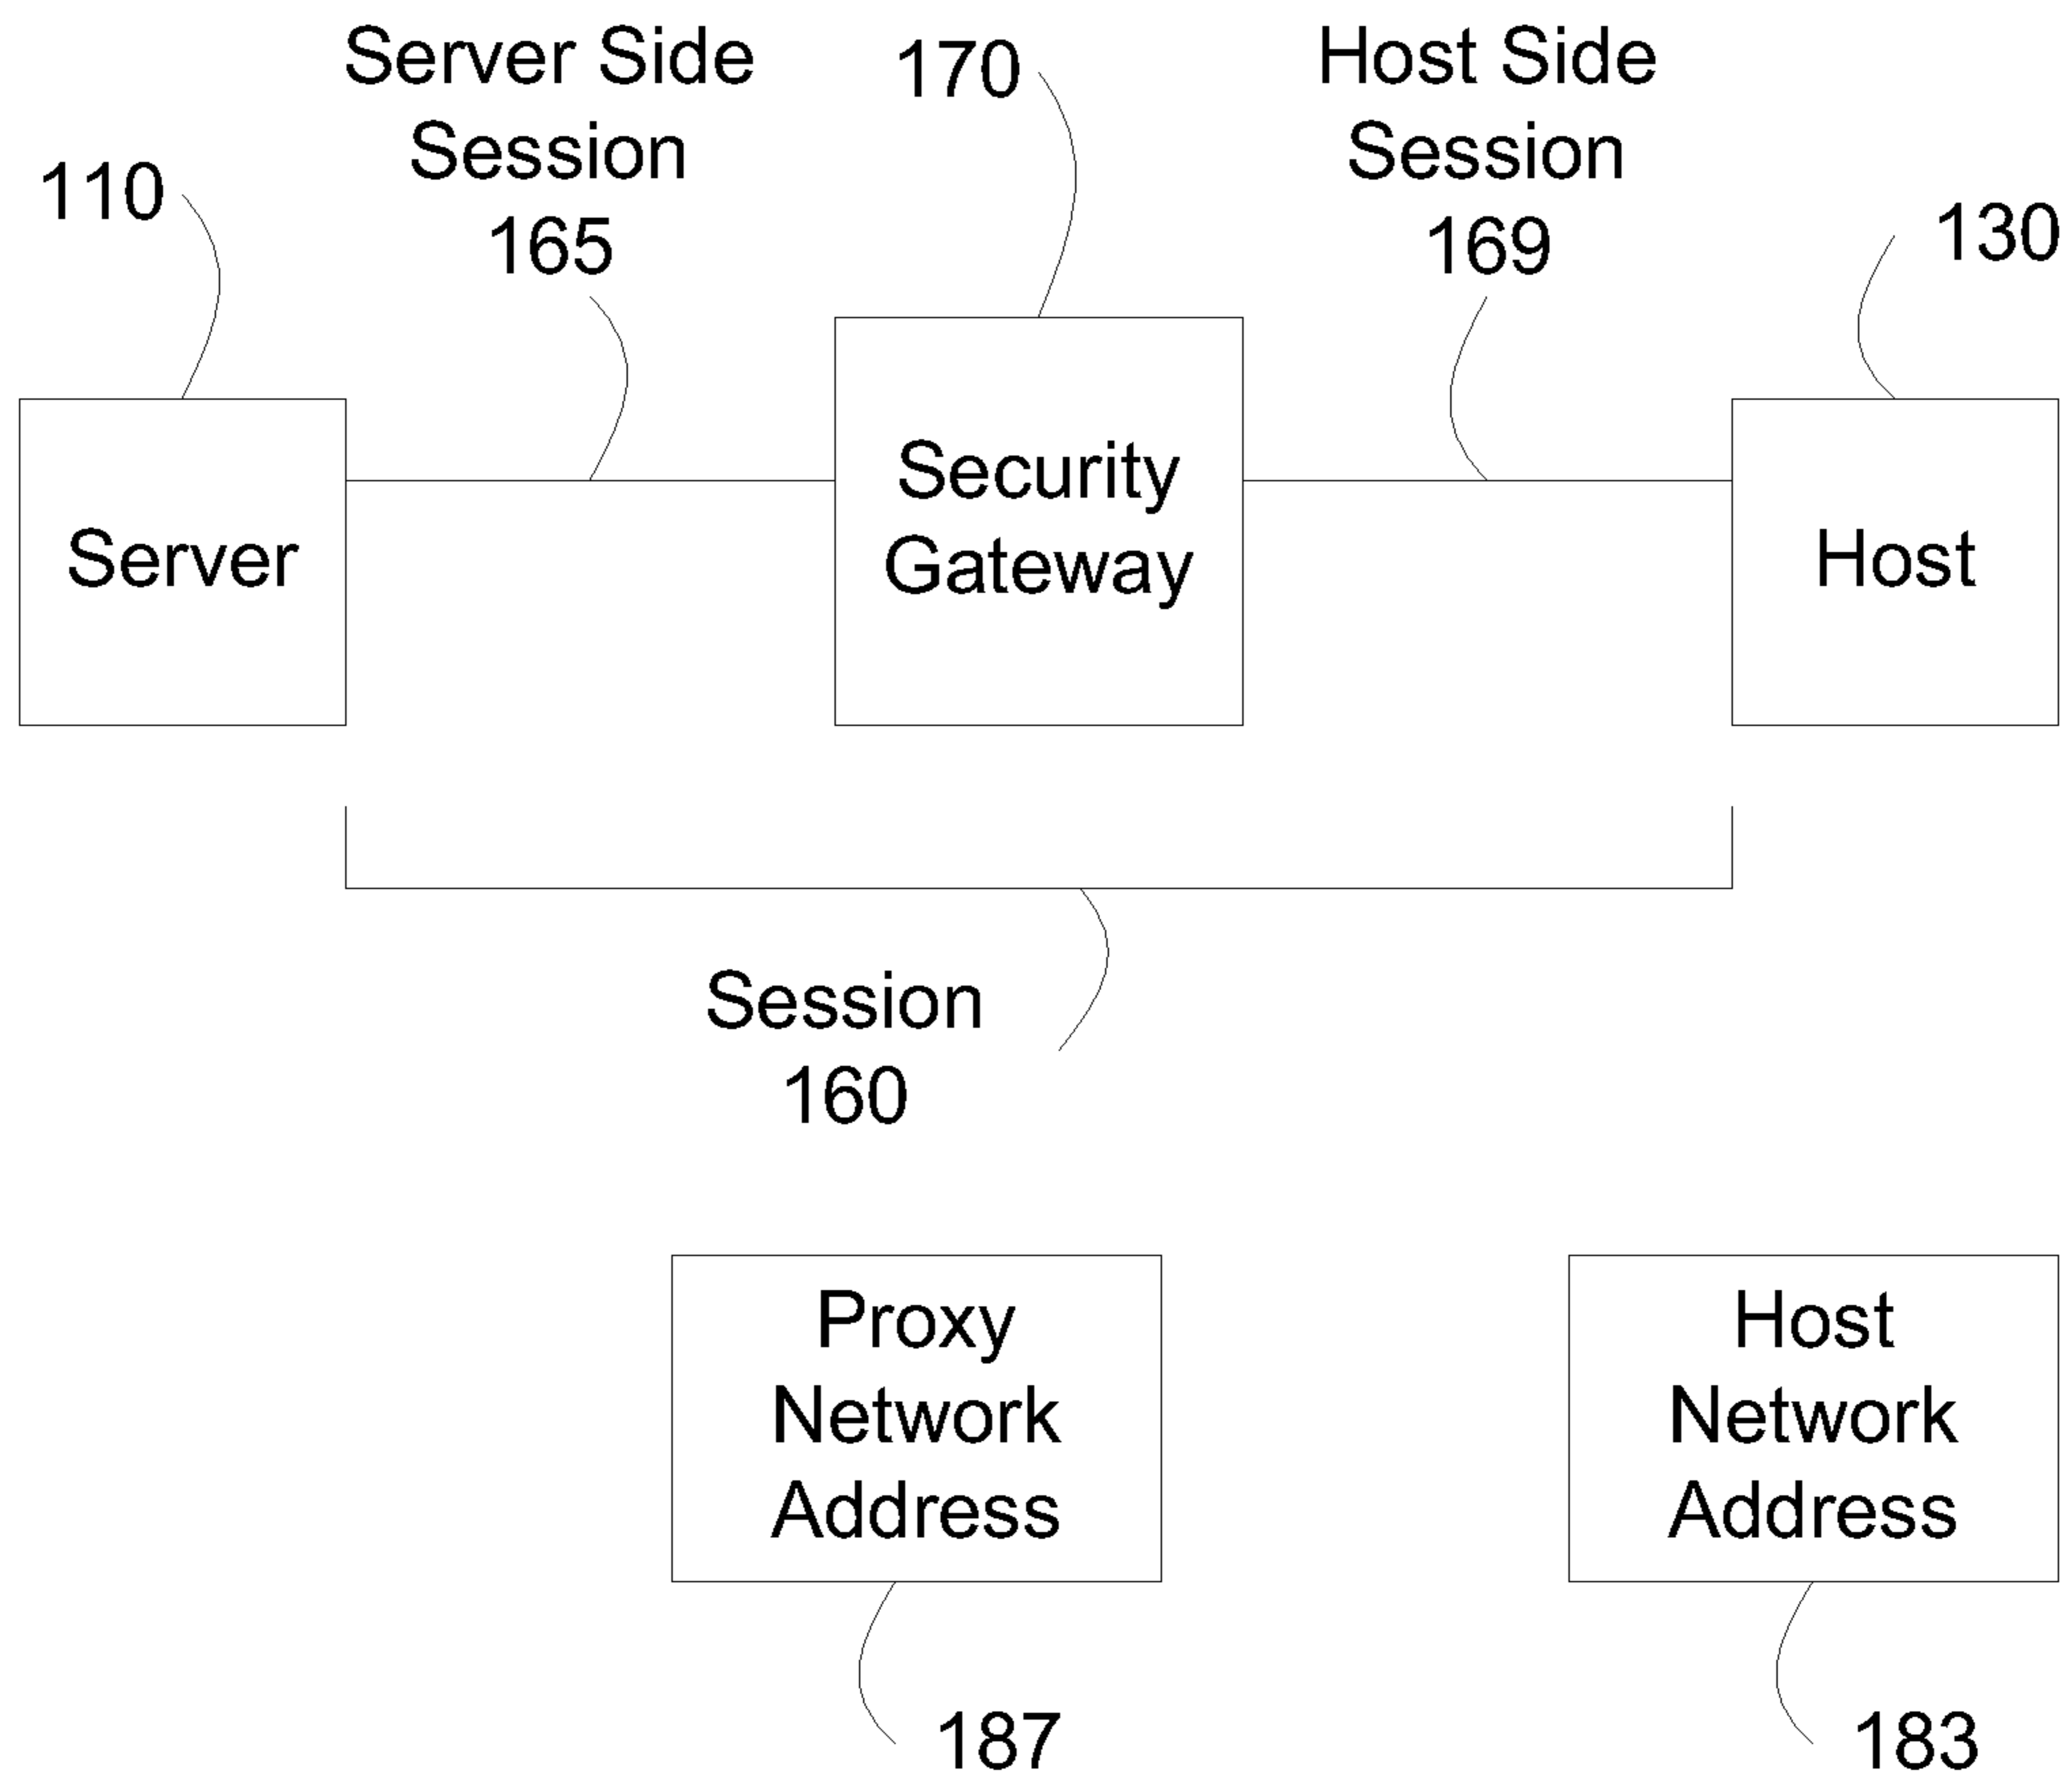 Server Side
Session
165
170
Host Side
Session
169
110
130
Server
Security
Gateway
Host
Session
160
Proxy
Network
Address
187
Host
Network
Address
183